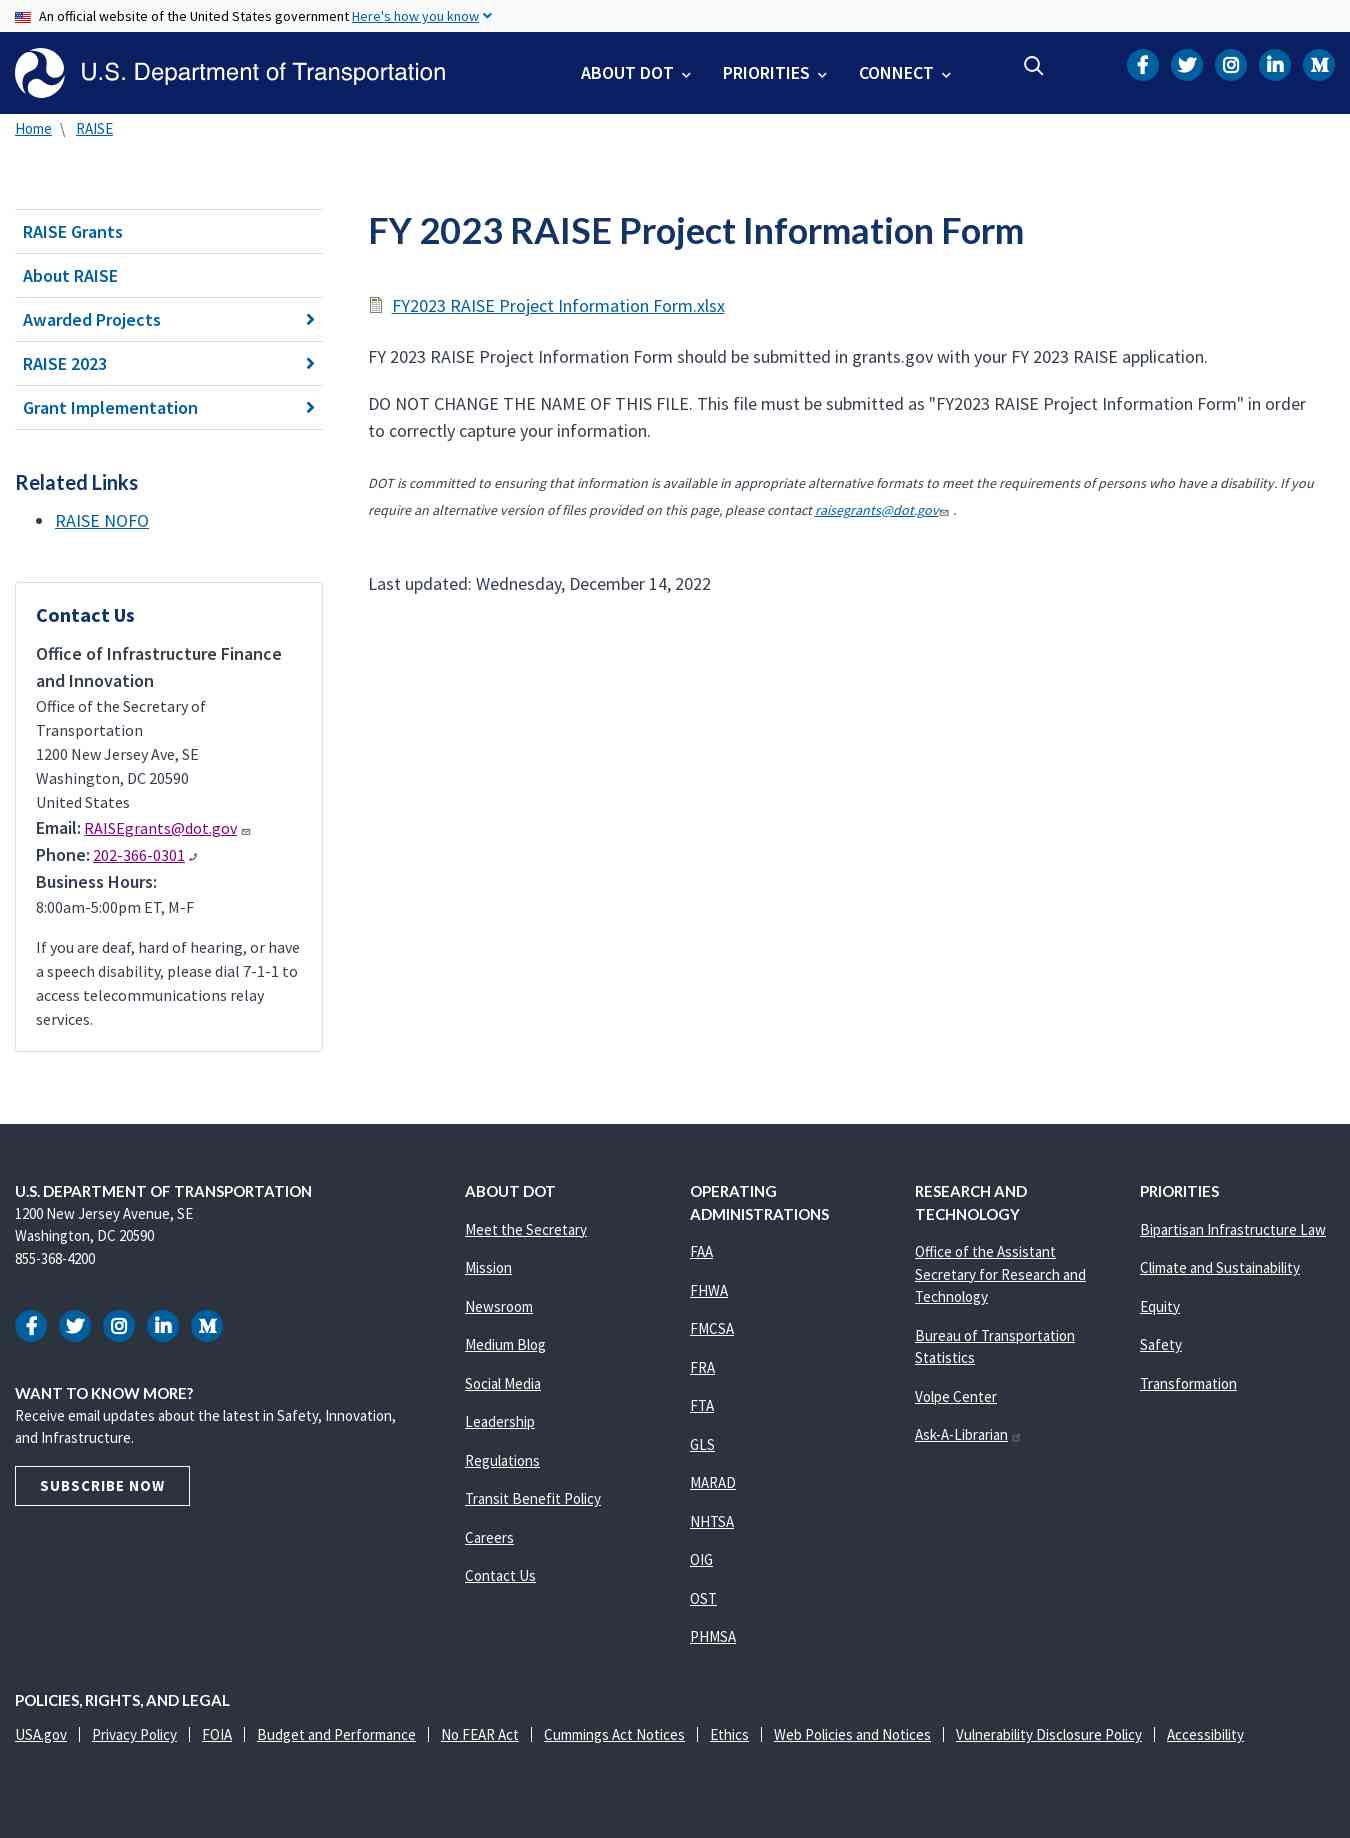 An official website of the United States government Here's how you know
U.S. Department of Transportation
ABOUT DOT
PRIORITIES
CONNECT
Home \ RAISE
RAISE Grants
About RAISE
Awarded Projects
RAISE 2023
Grant Implementation
Related Links
RAISE NOFO
Contact Us
Office of Infrastructure Finance
and Innovation
Office of the Secretary of
Transportation
1200 New Jersey Ave, SE
Washington, DC 20590
United States
Email: RAISEgrants@dot.gov
Phone: 202-366-0301
Business Hours:
8:00am-5:00pm ET, M-F
If you are deaf, hard of hearing, or have
a speech disability, please dial 7-1-1 to
access telecommunications relay
services.
FY 2023 RAISE Project Information Form
FY2023 RAISE Project Information Form.xlsx
FY 2023 RAISE Project Information Form should be submitted in grants.gov with your FY 2023 RAISE application.
DO NOT CHANGE THE NAME OF THIS FILE. This file must be submitted as "FY2023 RAISE Project Information Form" in order
to correctly capture your information.
DOT is committed to ensuring that information is available in appropriate alternative formats to meet the requirements of persons who have a disability. If you
require an alternative version of files provided on this page, please contact raisegrants@dot.gov .
Last updated: Wednesday, December 14, 2022
U.S. DEPARTMENT OF TRANSPORTATION
1200 New Jersey Avenue, SE
Washington, DC 20590
855-368-4200
WANT TO KNOW MORE?
Receive email updates about the latest in Safety, Innovation,
and Infrastructure.
SUBSCRIBE NOW
ABOUT DOT
Meet the Secretary
Mission
Newsroom
Medium Blog
Social Media
Leadership
Regulations
Transit Benefit Policy
Careers
Contact Us
OPERATING
ADMINISTRATIONS
FAA
FHWA
FMCSA
FRA
FTA
GLS
MARAD
NHTSA
OIG
OST
PHMSA
RESEARCH AND
TECHNOLOGY
Office of the Assistant
Secretary for Research and
Technology
Bureau of Transportation
Statistics
Volpe Center
Ask-A-Librarian
PRIORITIES
Bipartisan Infrastructure Law
Climate and Sustainability
Equity
Safety
Transformation
POLICIES, RIGHTS, AND LEGAL
USA.gov | Privacy Policy | FOIA | Budget and Performance | No FEAR Act | Cummings Act Notices | Ethics | Web Policies and Notices | Vulnerability Disclosure Policy | Accessibility